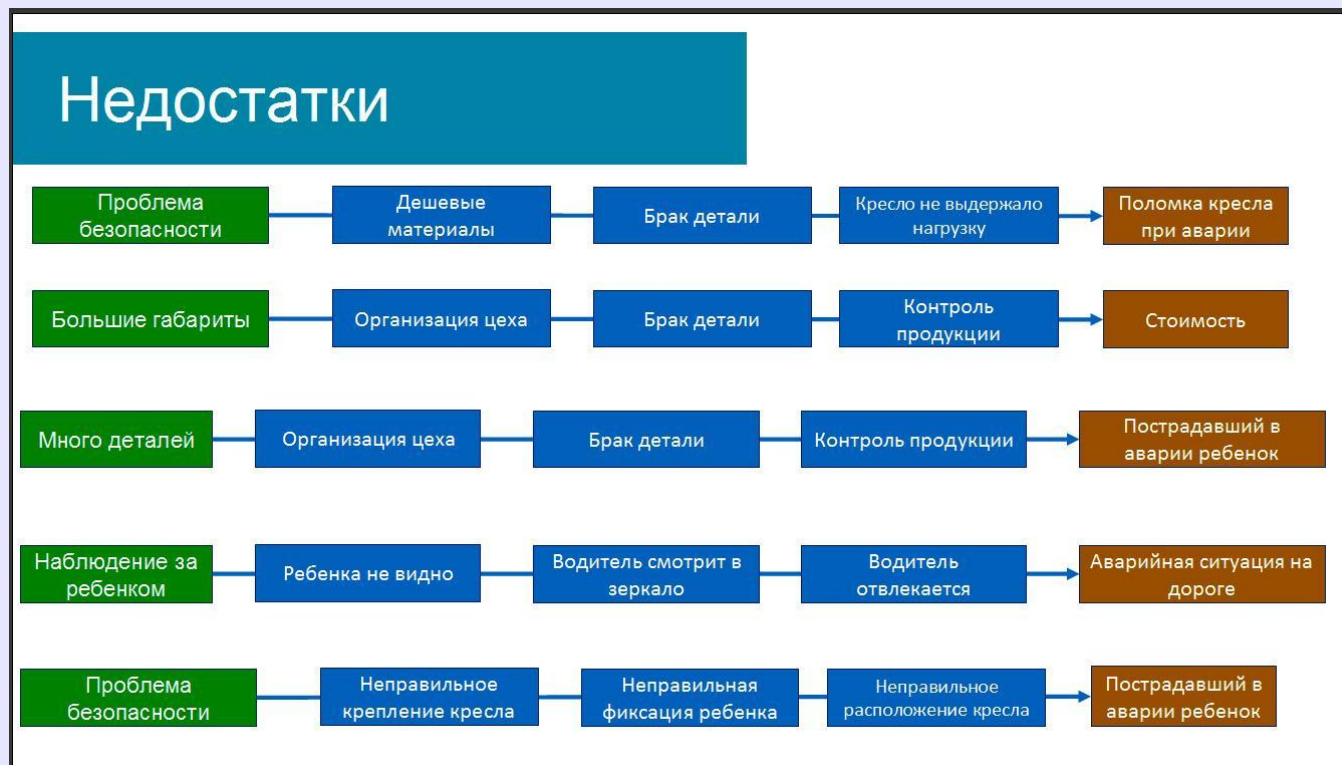 Недостатки
Проблема
безопасности
Дешевые
материалы
Брак детали
Кресло не выдержало
нагрузку
Поломка кресла
при аварии
Большие габариты
Организация цеха
Брак детали
Контроль
продукции
Стоимость
Много деталей
Организация цеха
Брак детали
Контроль продукции
Пострадавший в
аварии ребенок
Наблюдение за
ребенком
Ребенка не видно
Водитель смотрит в
зеркало
Водитель
отвлекается
Аварийная ситуация на
дороге
Проблема
безопасности
Неправильное
крепление кресла
Неправильная
фиксация ребенка
Неправильное
расположение кресла
Пострадавший в
аварии ребенок